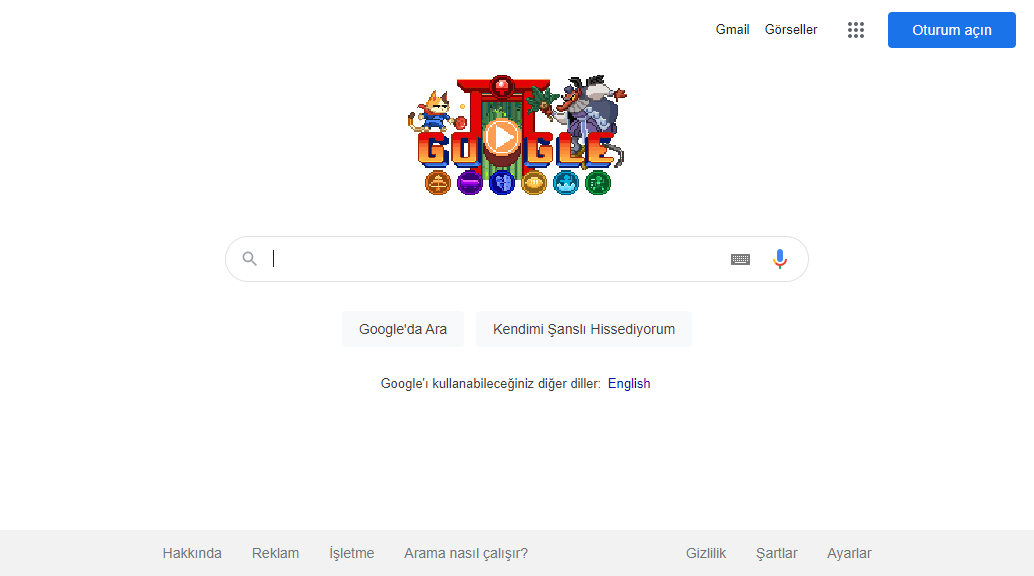 Gmail Görseller Oturum açın
GOOGLE
Google'da Ara Kendimi Şanslı Hissediyorum
Google'ı kullanabileceğiniz diğer diller: English
Hakkında Reklam İşletme Arama nasıl çalışır? Gizlilik Şartlar Ayarlar